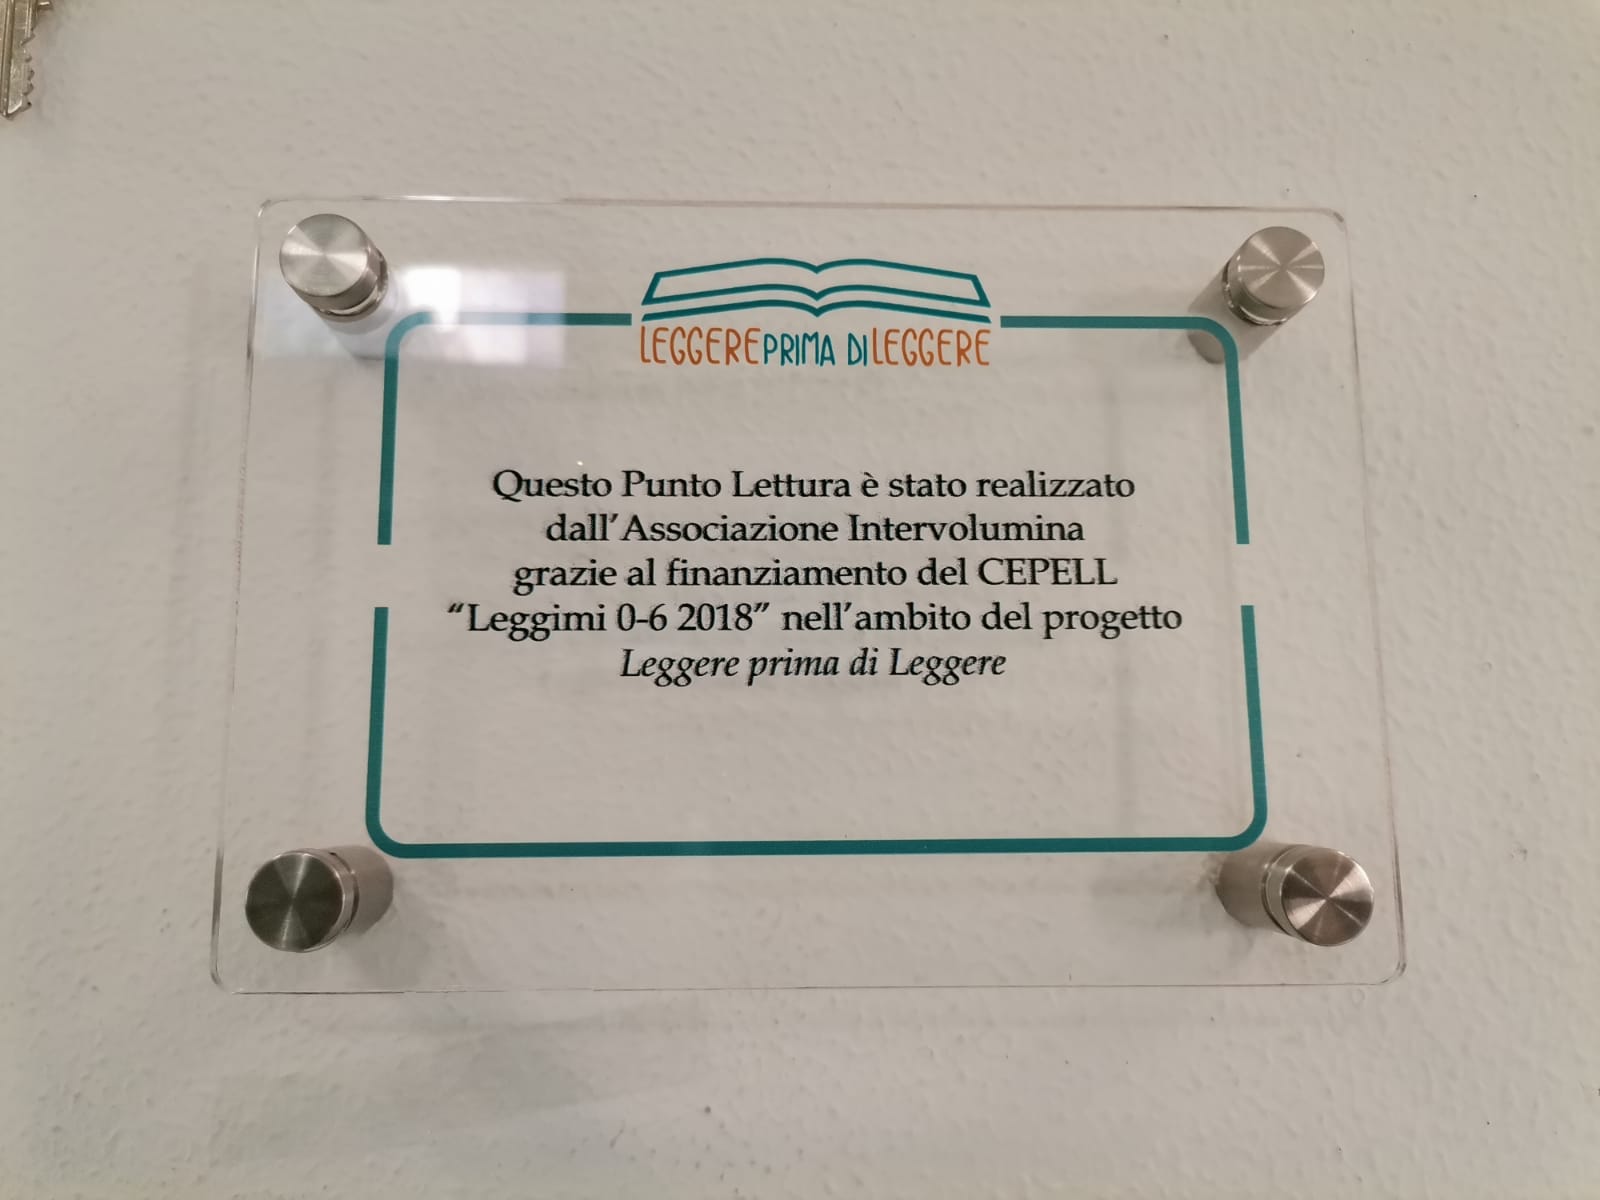 LEGGEREPRIMA DILEGGERE
Questo Punto Lettura è stato realizzato
dall'Associazione Intervolumina
grazie al finanziamento del CEPELL
“Leggimi 0-6 2018” nell'ambito del progetto
Leggere prima di Leggere